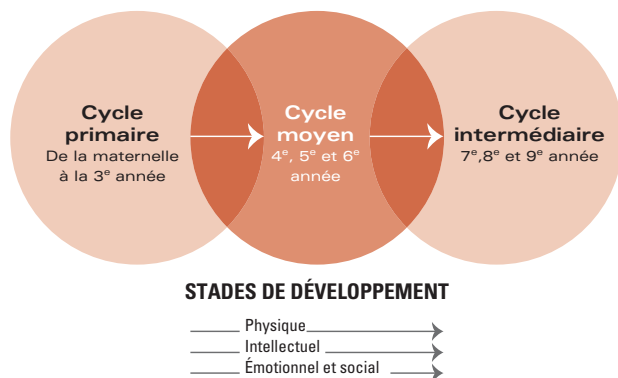 Cycle
primaire
De la maternelle
à la 3e année
Cycle
moyen
4e, 5e et 6e
année
Cycle
intermédiaire
7e,8e et 9e année
STADES DE DÉVELOPPEMENT
Physique
Intellectuel
Émotionnel et social